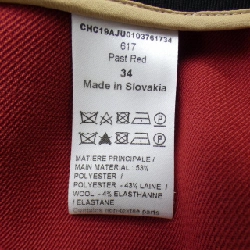 CHC19AJU0103761734
617
Past Red
34
Made in Slovakia
MATIERE PRINCIPALE /
MAIN MATERIAL - 53%
POLYESTER /
POLYESTER - 43% LAINE /
WOOL - 4% ELASTHANNE /
ELASTANE